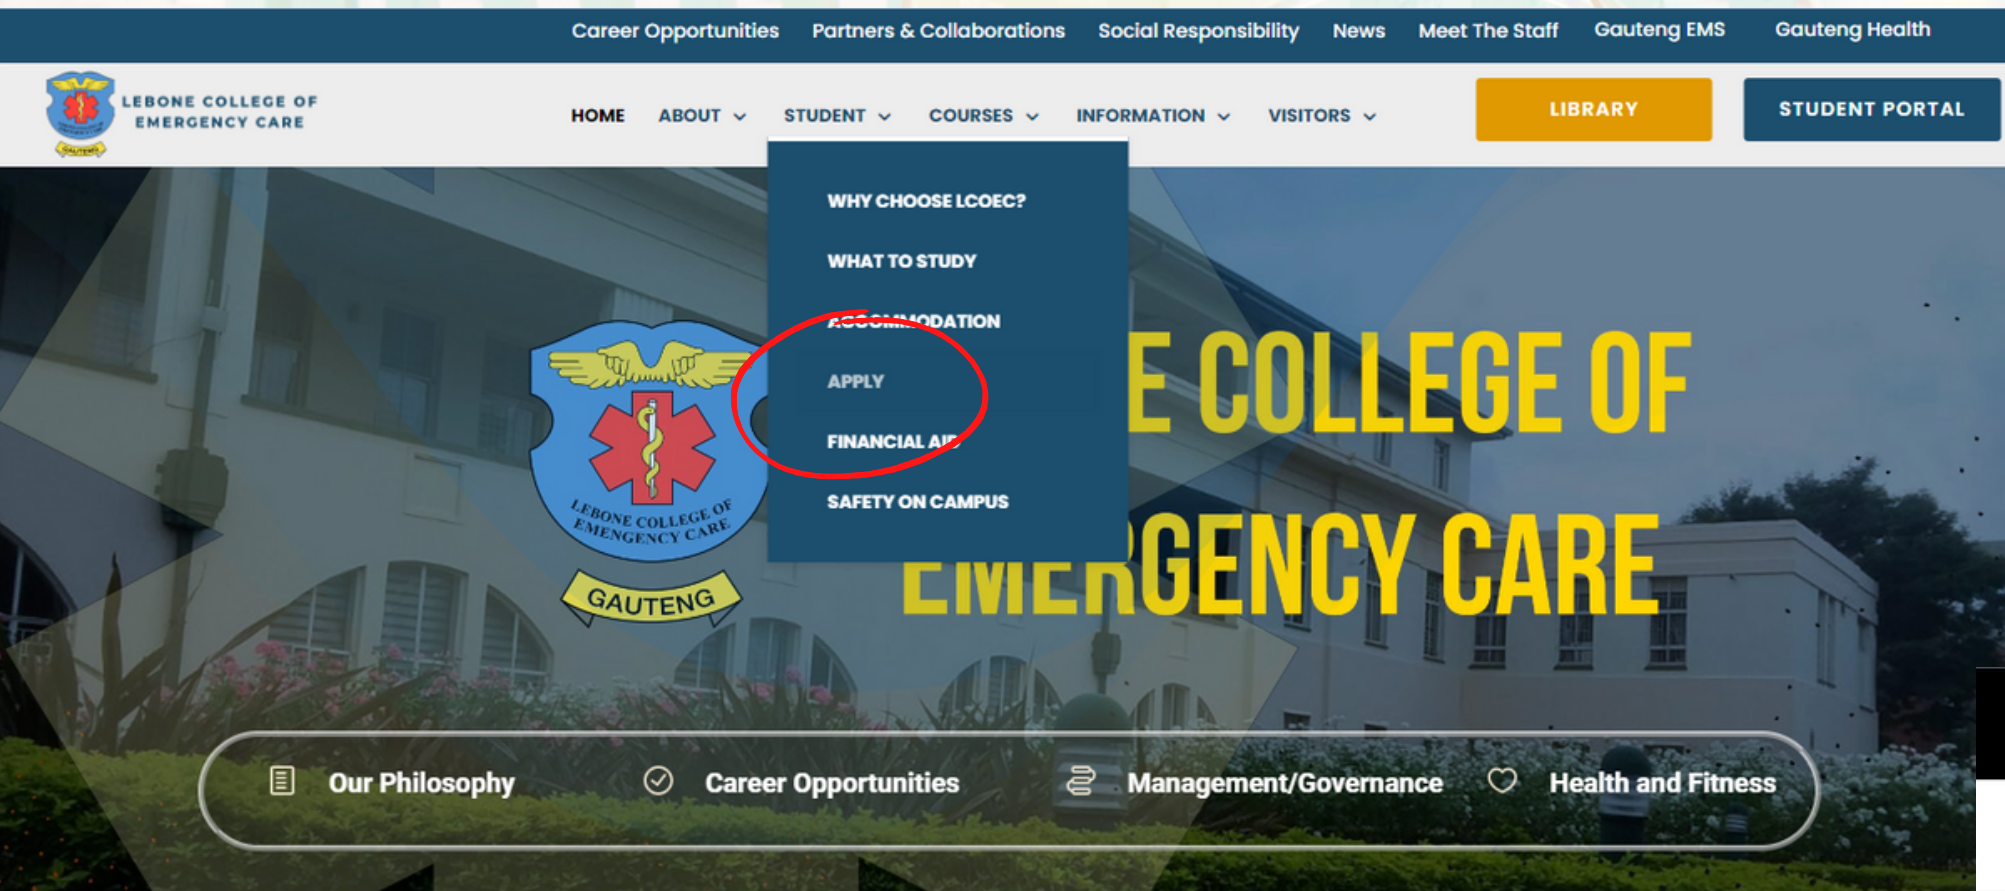 Career Opportunities Partners & Collaborations Social Responsibility News Meet The Staff Gauteng EMS Gauteng Health
LEBONE COLLEGE OF
EMERGENCY CARE
GAUTENG
HOME ABOUT STUDENT COURSES INFORMATION VISITORS
LIBRARY
STUDENT PORTAL
WHY CHOOSE LCOEC?
WHAT TO STUDY
ACCOMMODATION
APPLY
FINANCIAL AID
SAFETY ON CAMPUS
LEBONE COLLEGE OF
EMENGENCY CARE
GAUTENG
E COLLEGE OF
EMERGENCY CARE
Our Philosophy Career Opportunities Management/Governance Health and Fitness